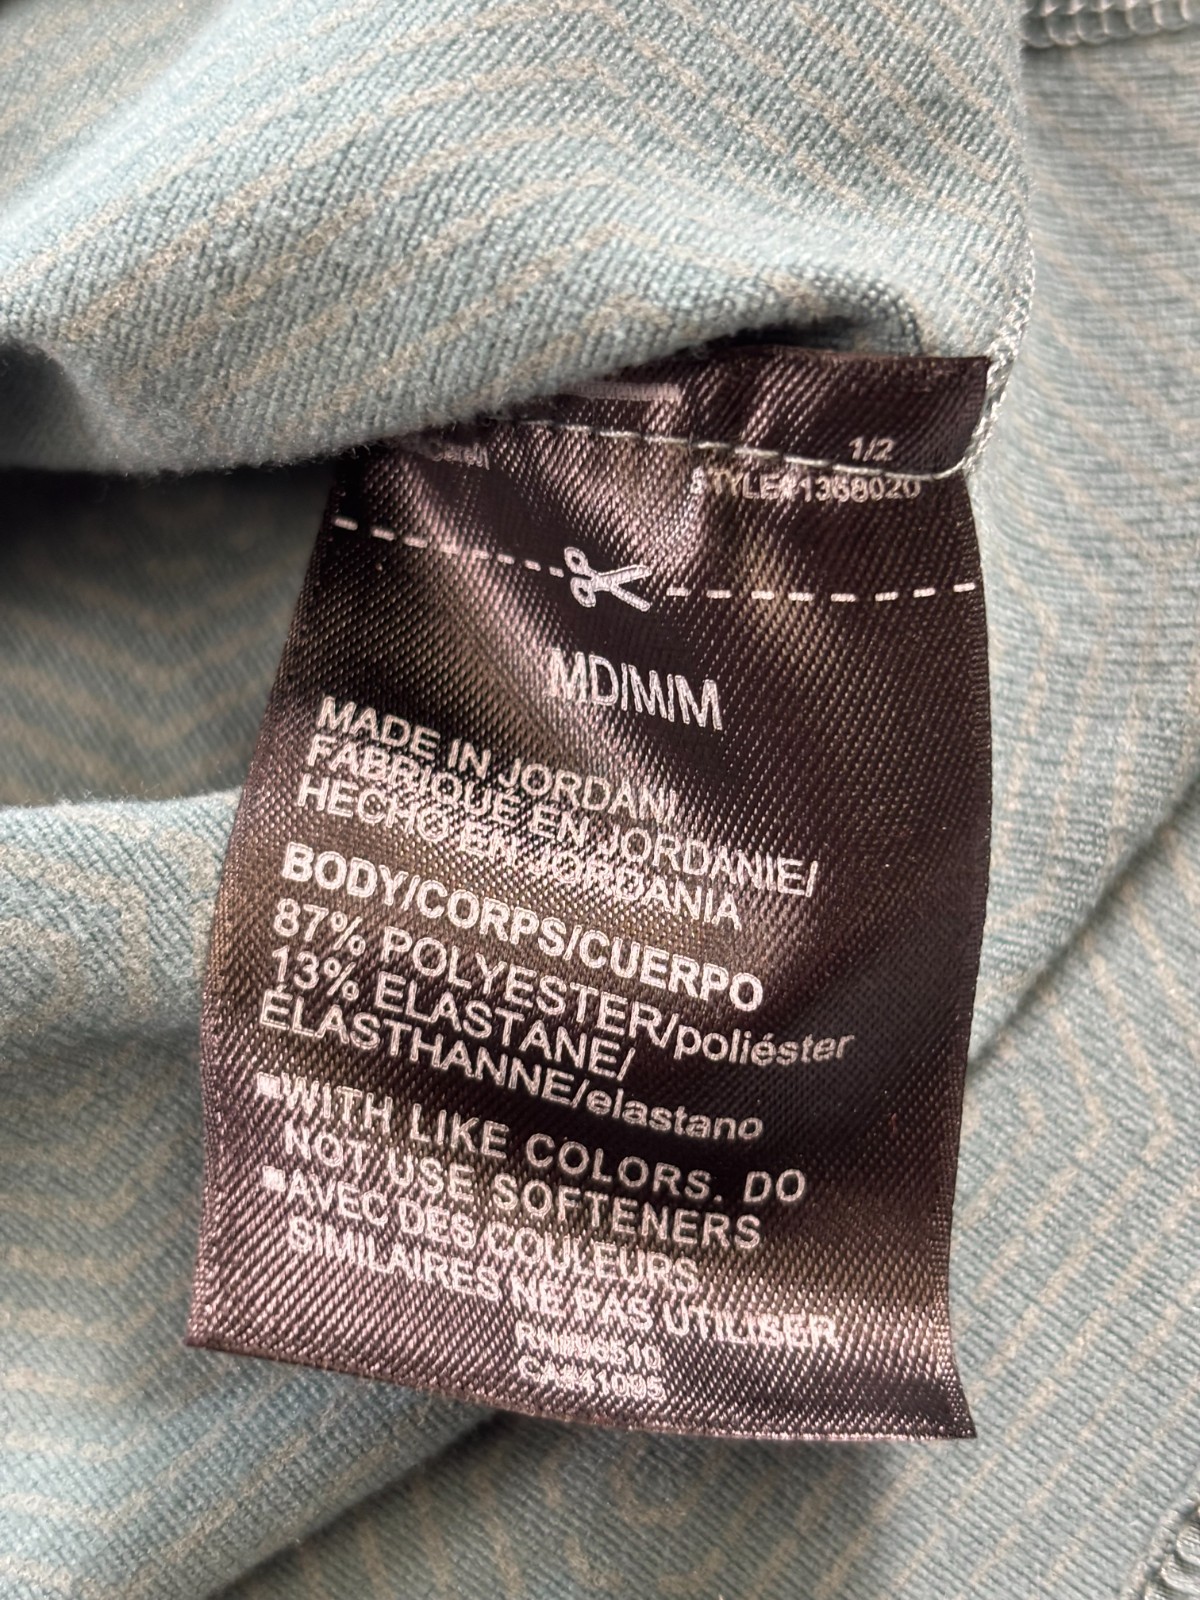 1/2
STYLE#1368020
MD/M/M
MADE IN JORDAN/
FABRIQUÉ EN JORDANIE/
HECHO EN JORDANIA
BODY/CORPS/CUERPO
87% POLYESTER/poliéster
13% ELASTANE/
ÉLASTHANNE/elastano
▪WITH LIKE COLORS. DO
NOT USE SOFTENERS
▪AVEC DES COULEURS
SIMILAIRES NE PAS UTILISER
RN#96510
CA#41095